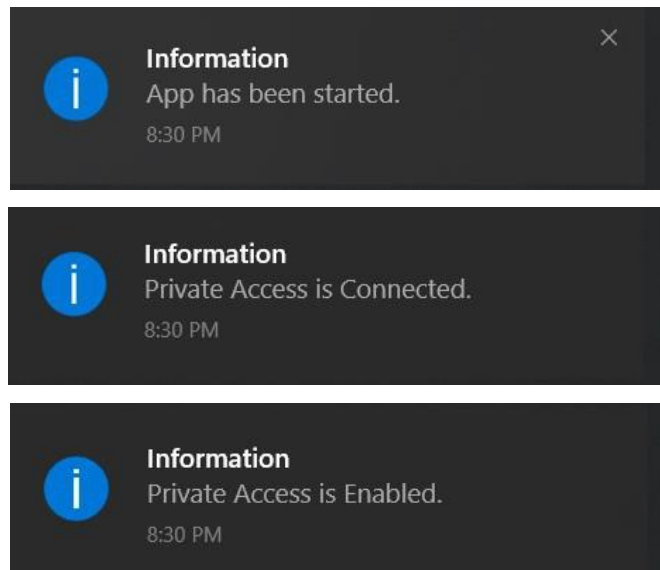 Information
App has been started.
8:30 PM
Information
Private Access is Connected.
8:30 PM
Information
Private Access is Enabled.
8:30 PM